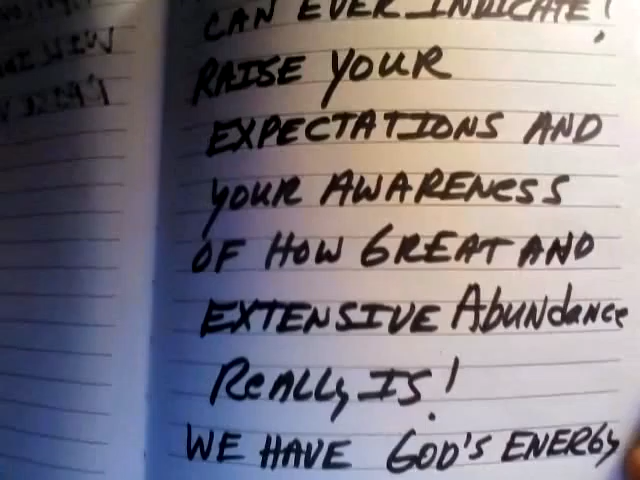 CAN EVER INDICATE!
RAISE YOUR
EXPECTATIONS AND
YOUR AWARENESS
OF HOW GREAT AND
EXTENSIVE Abundance
ReALLy IS!
WE HAVE GOD'S ENERGY